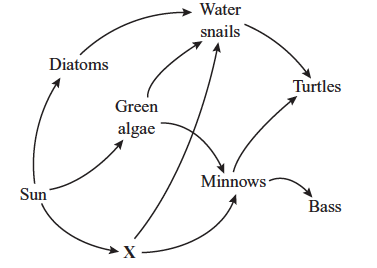 Water
snails
Diatoms
Turtles
Green
algae
Minnows
Sun
Bass
X